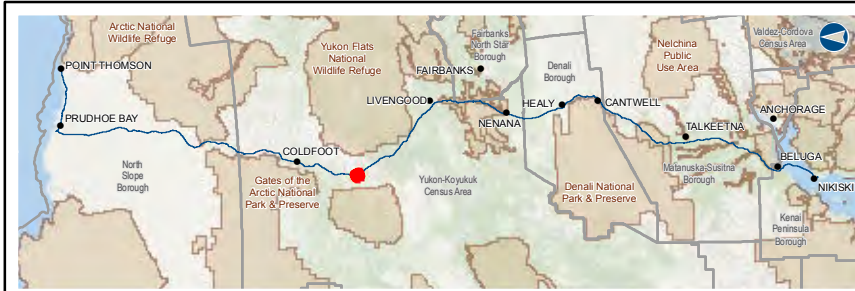 Arctic National
Wildlife Refuge
Yukon Flats
National
Wildlife Refuge
Fairbanks
North Star
Borough
Nelchina
Public
Use Area
Valdez-Cordova
Census Area
POINT THOMSON
FAIRBANKS
Denali
Borough
LIVENGOOD
HEALY
CANTWELL
PRUDHOE BAY
NENANA
ANCHORAGE
TALKEETNA
COLDFOOT
BELUGA
North
Slope
Borough
Gates of the
Arctic National
Park & Preserve
Yukon-Koyukuk
Census Area
Denali National
Park & Preserve
Matanuska-Susitna
Borough
NIKISKI
Kenai
Peninsula
Borough